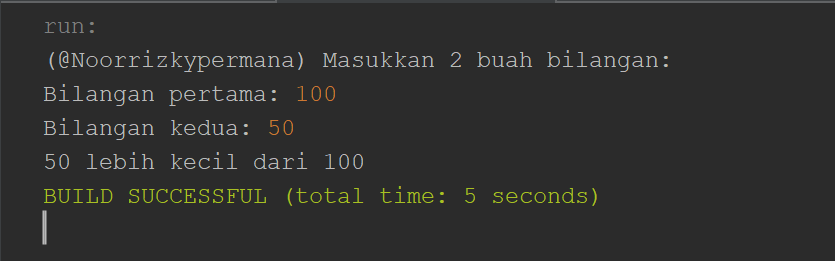 run:
(@Noorrizkypermana) Masukkan 2 buah bilangan:
Bilangan pertama: 100
Bilangan kedua: 50
50 lebih kecil dari 100
BUILD SUCCESSFUL (total time: 5 seconds)